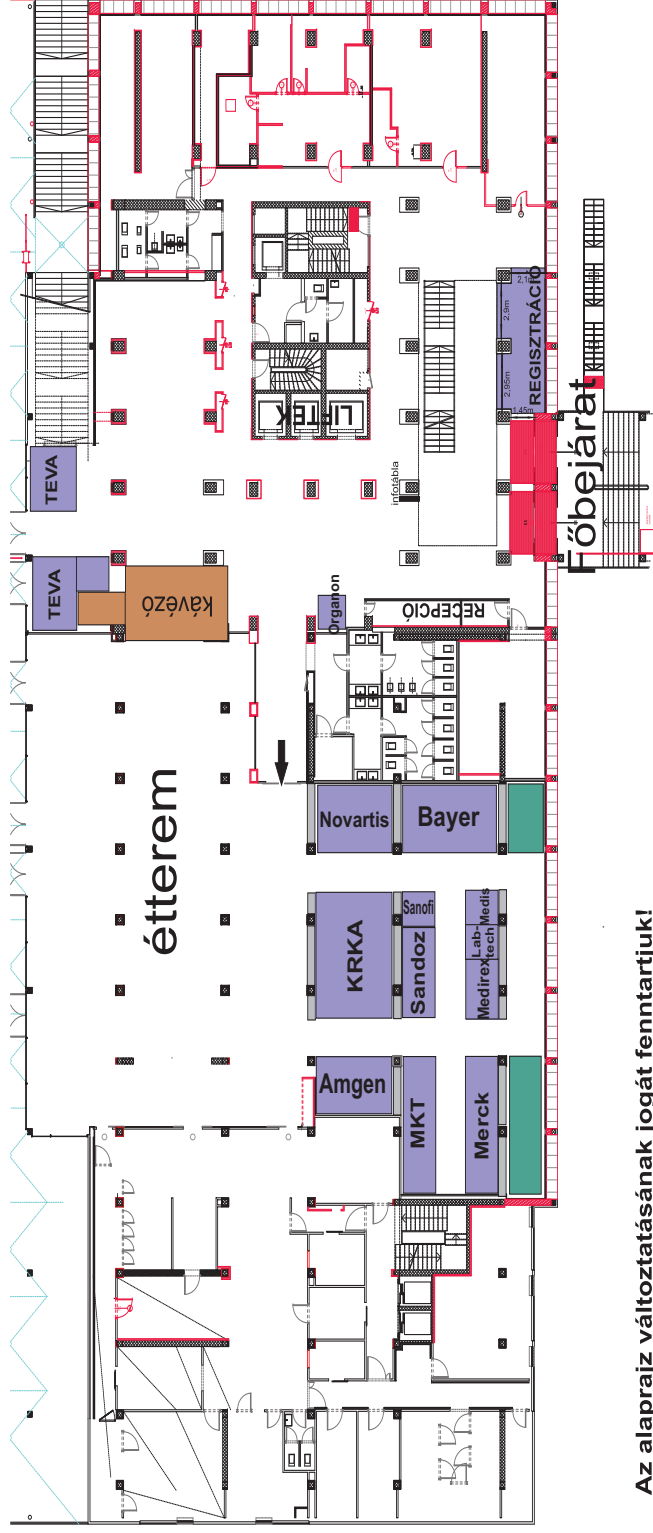 TEVA
TEVA
kávézó
LIFTEK
infotábla
REGISZTRÁCIÓ
2,9m
2,95m
1,45m
Főbejárat
RECEPCIÓ
Organon
étterem
Novartis
Bayer
KRKA
Sanofi
Sandoz
Medis
Lab-
tech
Medirex
Amgen
MKT
Merck
Az alaprajz változtatásának jogát fenntartjuk!